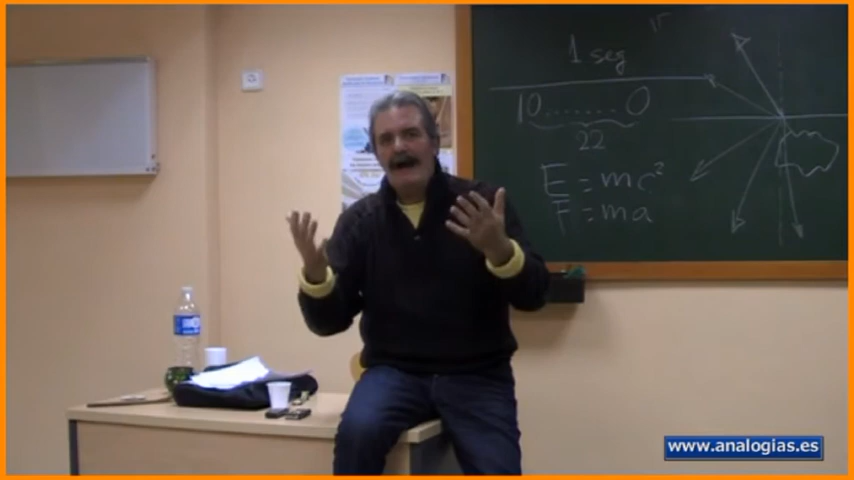 1 seg
10.......0
22
E = mc²
F = ma
www.analogias.es